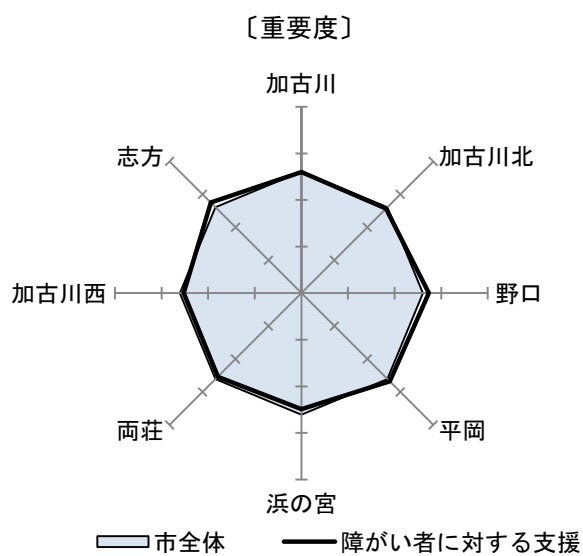 〔重要度〕
加古川
志方
加古川北
加古川西
野口
両荘
平岡
浜の宮
市全体
障がい者に対する支援